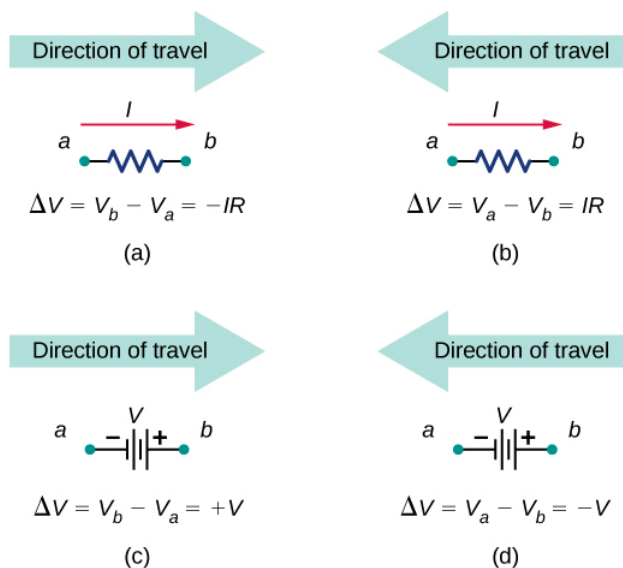 Direction of travel
I
a b
ΔV = V_b − V_a = −IR
(a)
Direction of travel
I
a b
ΔV = V_a − V_b = IR
(b)
Direction of travel
V
a − + b
ΔV = V_b − V_a = +V
(c)
Direction of travel
V
a − + b
ΔV = V_a − V_b = −V
(d)